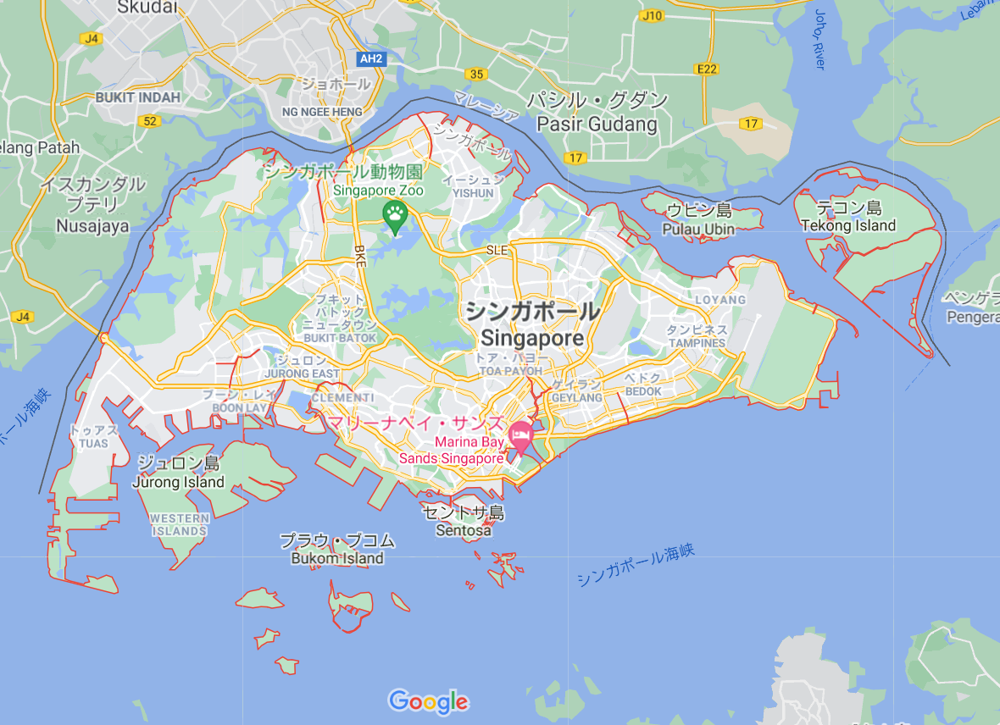 Skudai
J10
Johor River
Lebam
J4
AH2
35
E22
ジョホール
BUKIT INDAH
NG NGEE HENG
マレーシア
パシル・グダン
Pasir Gudang
52
17
elang Patah
シンガポール
17
シンガポール動物園
Singapore Zoo
イスカンダル
プテリ
Nusajaya
イーシュン
YISHUN
ウビン島
Pulau Ubin
テコン島
Tekong Island
BKE
SLE
ブキット
バトック
ニュータウン
BUKIT BATOK
シンガポール
Singapore
LOYANG
ペンゲラ
Pengera
J4
タンピネス
TAMPINES
ジュロン
JURONG EAST
トア・パヨー
TOA PAYOH
ゲイラン
GEYLANG
ベドク
BEDOK
ブーン・レイ
BOON LAY
CLEMENTI
ポール海峡
トゥアス
TUAS
マリーナベイ・サンズ
Marina Bay
Sands Singapore
ジュロン島
Jurong Island
WESTERN
ISLANDS
セントサ島
Sentosa
プラウ・ブコム
Bukom Island
シンガポール海峡
Google